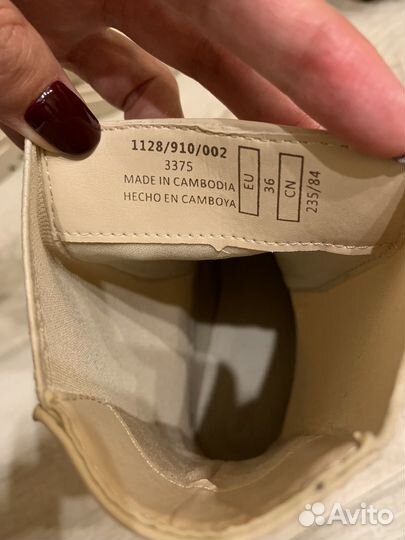 1128/910/002
3375
MADE IN CAMBODIA
HECHO EN CAMBOYA
EU
36
CN
235/84
Avito